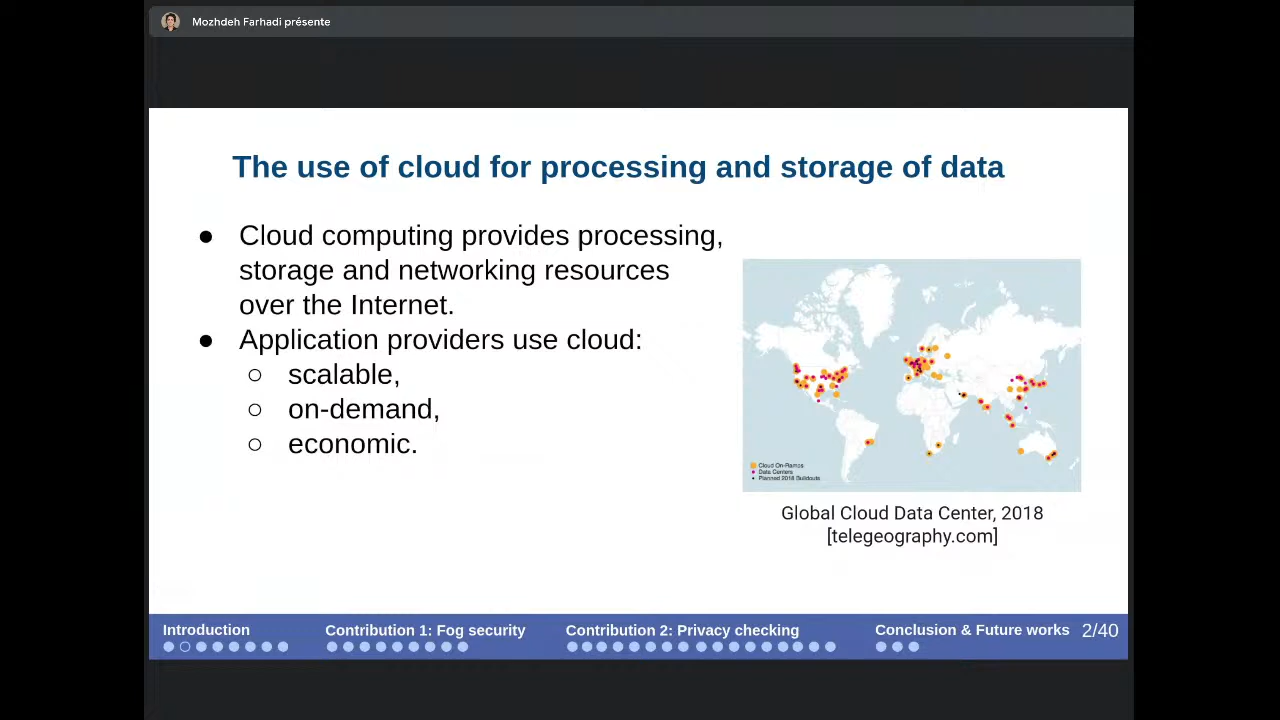 Mozhdeh Farhadi présente
The use of cloud for processing and storage of data
● Cloud computing provides processing,
storage and networking resources
over the Internet.
● Application providers use cloud:
○ scalable,
○ on-demand,
○ economic.
Cloud On-Ramps
Data Centers
Planned 2018 Buildouts
Global Cloud Data Center, 2018
[telegeography.com]
Introduction
Contribution 1: Fog security
Contribution 2: Privacy checking
Conclusion & Future works
2/40